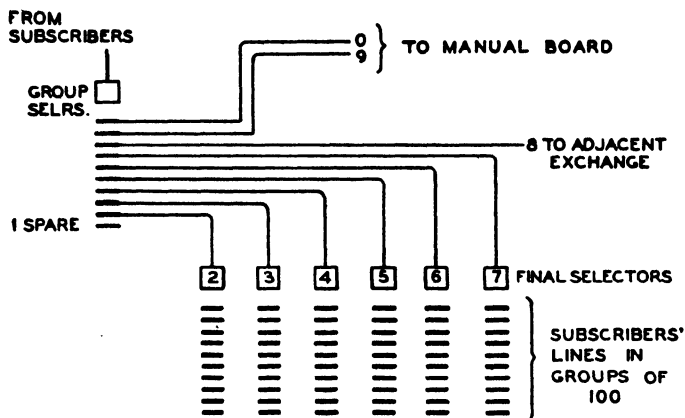 FROM
SUBSCRIBERS
0
9
TO MANUAL BOARD
GROUP
SELRS.
8 TO ADJACENT
EXCHANGE
1 SPARE
2 3 4 5 6 7 FINAL SELECTORS
SUBSCRIBERS'
LINES IN
GROUPS OF
100